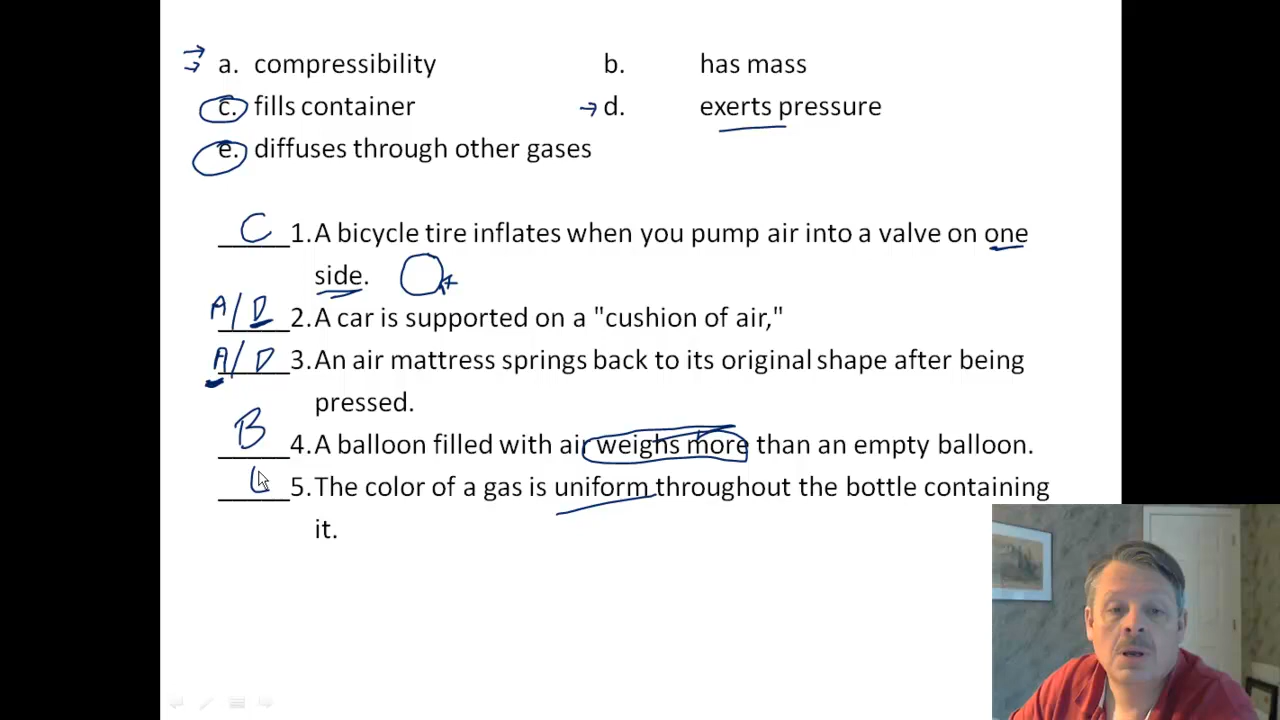 a. compressibility b. has mass
c. fills container d. exerts pressure
e. diffuses through other gases
C 1. A bicycle tire inflates when you pump air into a valve on one
side.
A/D 2. A car is supported on a "cushion of air,"
A/D 3. An air mattress springs back to its original shape after being
pressed.
B 4. A balloon filled with air weighs more than an empty balloon.
5. The color of a gas is uniform throughout the bottle containing
it.